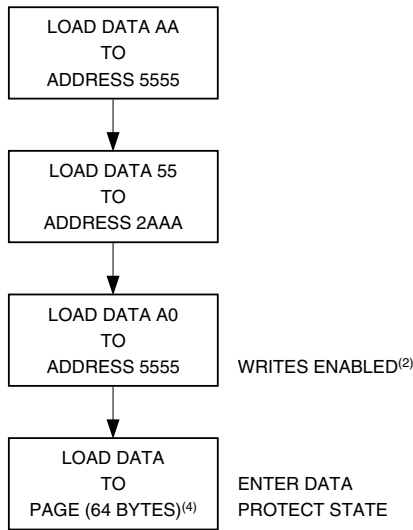 LOAD DATA AA
TO
ADDRESS 5555
LOAD DATA 55
TO
ADDRESS 2AAA
LOAD DATA A0
TO
ADDRESS 5555
WRITES ENABLED(2)
LOAD DATA
TO
PAGE (64 BYTES)(4)
ENTER DATA
PROTECT STATE